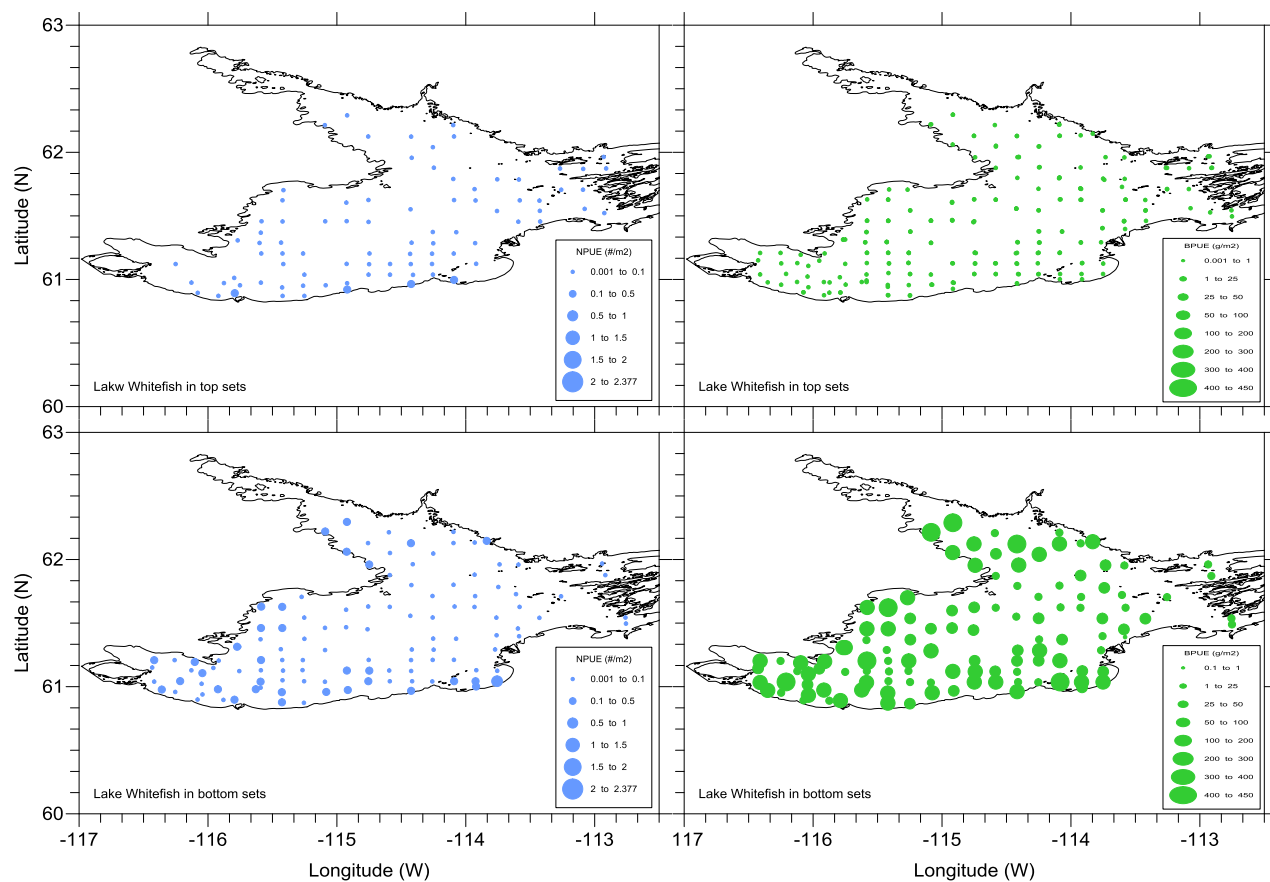 63
62
61
60
Latitude (N)
NPUE (#/m2)
0.001 to 0.1
0.1 to 0.5
0.5 to 1
1 to 1.5
1.5 to 2
2 to 2.377
Lakw Whitefish in top sets
BPUE (g/m2)
0.001 to 1
1 to 25
25 to 50
50 to 100
100 to 200
200 to 300
300 to 400
400 to 450
Lake Whitefish in top sets
63
62
61
60
Latitude (N)
NPUE (#/m2)
0.001 to 0.1
0.1 to 0.5
0.5 to 1
1 to 1.5
1.5 to 2
2 to 2.377
Lake Whitefish in bottom sets
-117 -116 -115 -114 -113
Longitude (W)
BPUE (g/m2)
0.1 to 1
1 to 25
25 to 50
50 to 100
100 to 200
200 to 300
300 to 400
400 to 450
Lake Whitefish in bottom sets
-116 -115 -114 -113
Longitude (W)